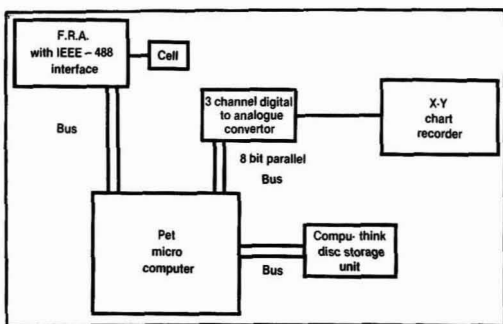 F.R.A.
with IEEE – 488
interface
Cell
3 channel digital
to analogue
convertor
X-Y
chart
recorder
Bus
8 bit parallel
Bus
Pet
micro
computer
Compu- think
disc storage
unit
Bus